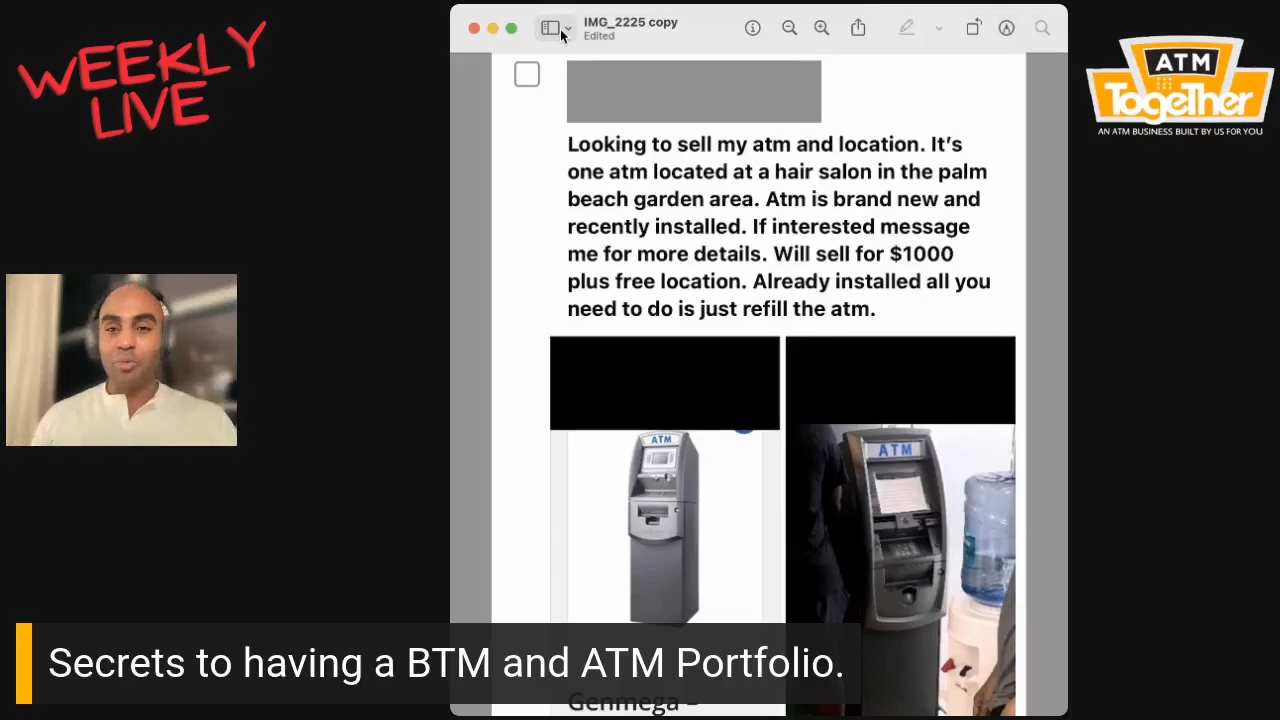 WEEKLY
LIVE
IMG_2225 copy
Edited
ATM
TogeTher
AN ATM BUSINESS BUILT BY US FOR YOU
Looking to sell my atm and location. It’s
one atm located at a hair salon in the palm
beach garden area. Atm is brand new and
recently installed. If interested message
me for more details. Will sell for $1000
plus free location. Already installed all you
need to do is just refill the atm.
ATM
ATM
Secrets to having a BTM and ATM Portfolio.
Genmega –